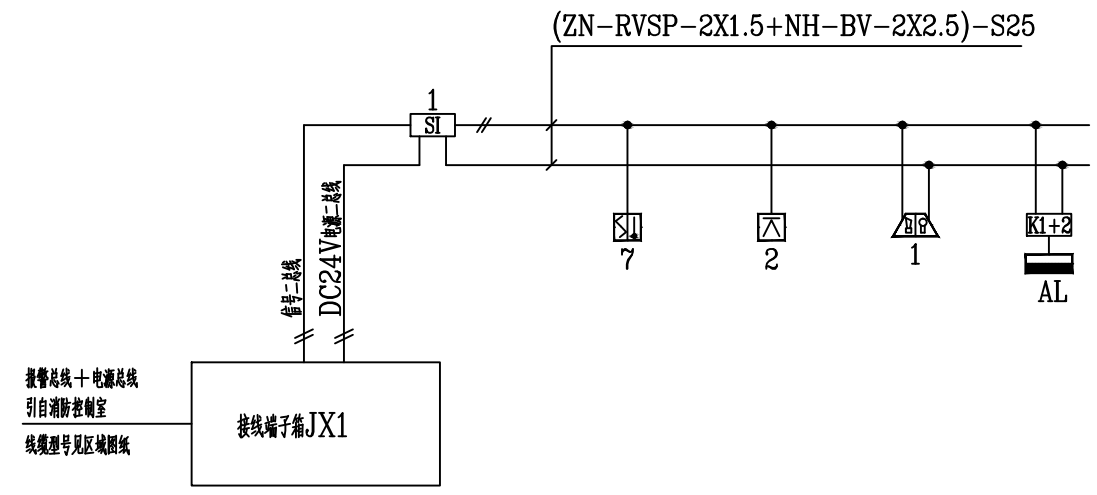 (ZN-RVSP-2X1.5+NH-BV-2X2.5)-S25
1
SI
信号二总线
DC24V电源二总线
7
2
1
K1+2
AL
报警总线+电源总线
引自消防控制室
线缆型号见区域图纸
接线端子箱JX1